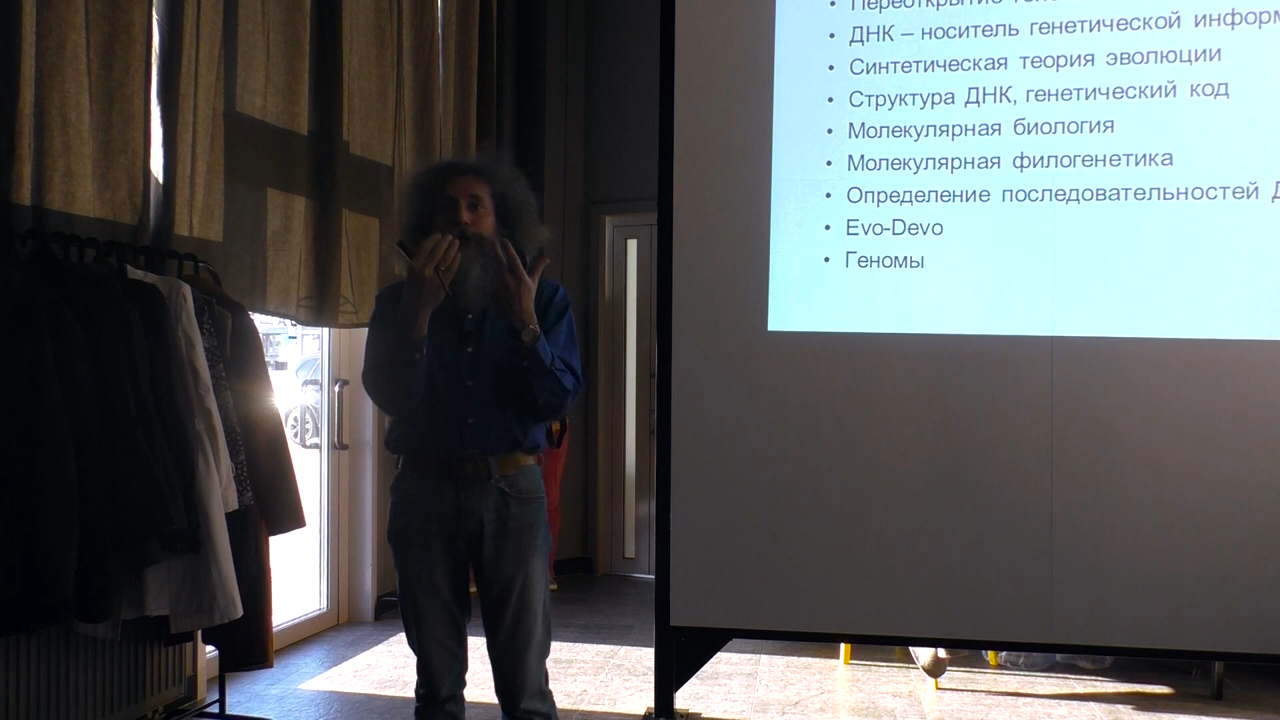 • Переоткрытие
• ДНК – носитель генетической
• Синтетическая теория эволюции
• Структура ДНК, генетический код
• Молекулярная биология
• Молекулярная филогенетика
• Определение последовательностей
• Evo-Devo
• Геномы